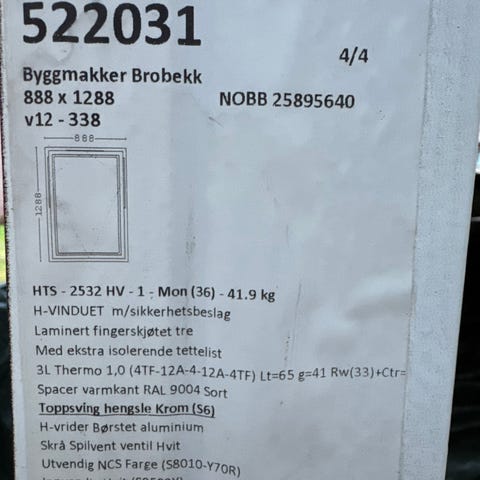 522031
4/4
Byggmakker Brobekk
888 x 1288 NOBB 25895640
v12 - 338
888
1288
HTS - 2532 HV - 1 - Mon (36) - 41.9 kg
H-VINDUET m/sikkerhetsbeslag
Laminert fingerskjøtet tre
Med ekstra isolerende tettelist
3L Thermo 1,0 (4TF-12A-4-12A-4TF) Lt=65 g=41 Rw(33)+Ctr=
Spacer varmkant RAL 9004 Sort
Toppsving hengsle Krom (S6)
H-vrider Børstet aluminium
Skrå Spilvent ventil Hvit
Utvendig NCS Farge (S8010-Y70R)